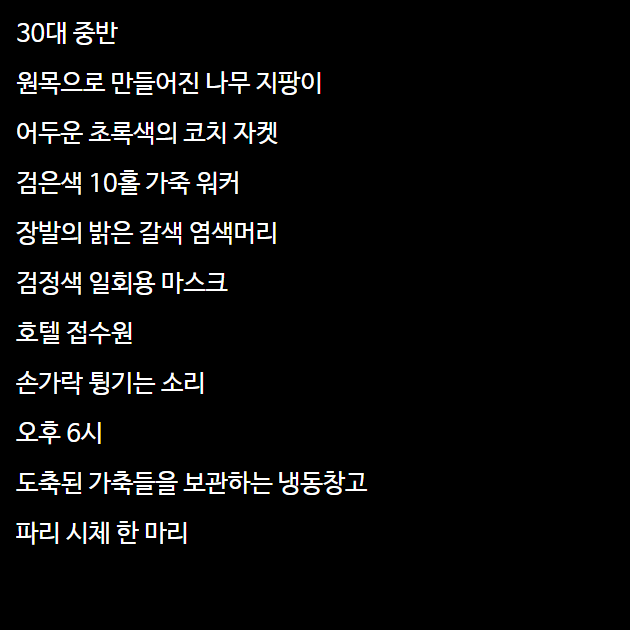 30대 중반
원목으로 만들어진 나무 지팡이
어두운 초록색의 코치 자켓
검은색 10홀 가죽 워커
장발의 밝은 갈색 염색머리
검정색 일회용 마스크
호텔 접수원
손가락 튕기는 소리
오후 6시
도축된 가축들을 보관하는 냉동창고
파리 시체 한 마리